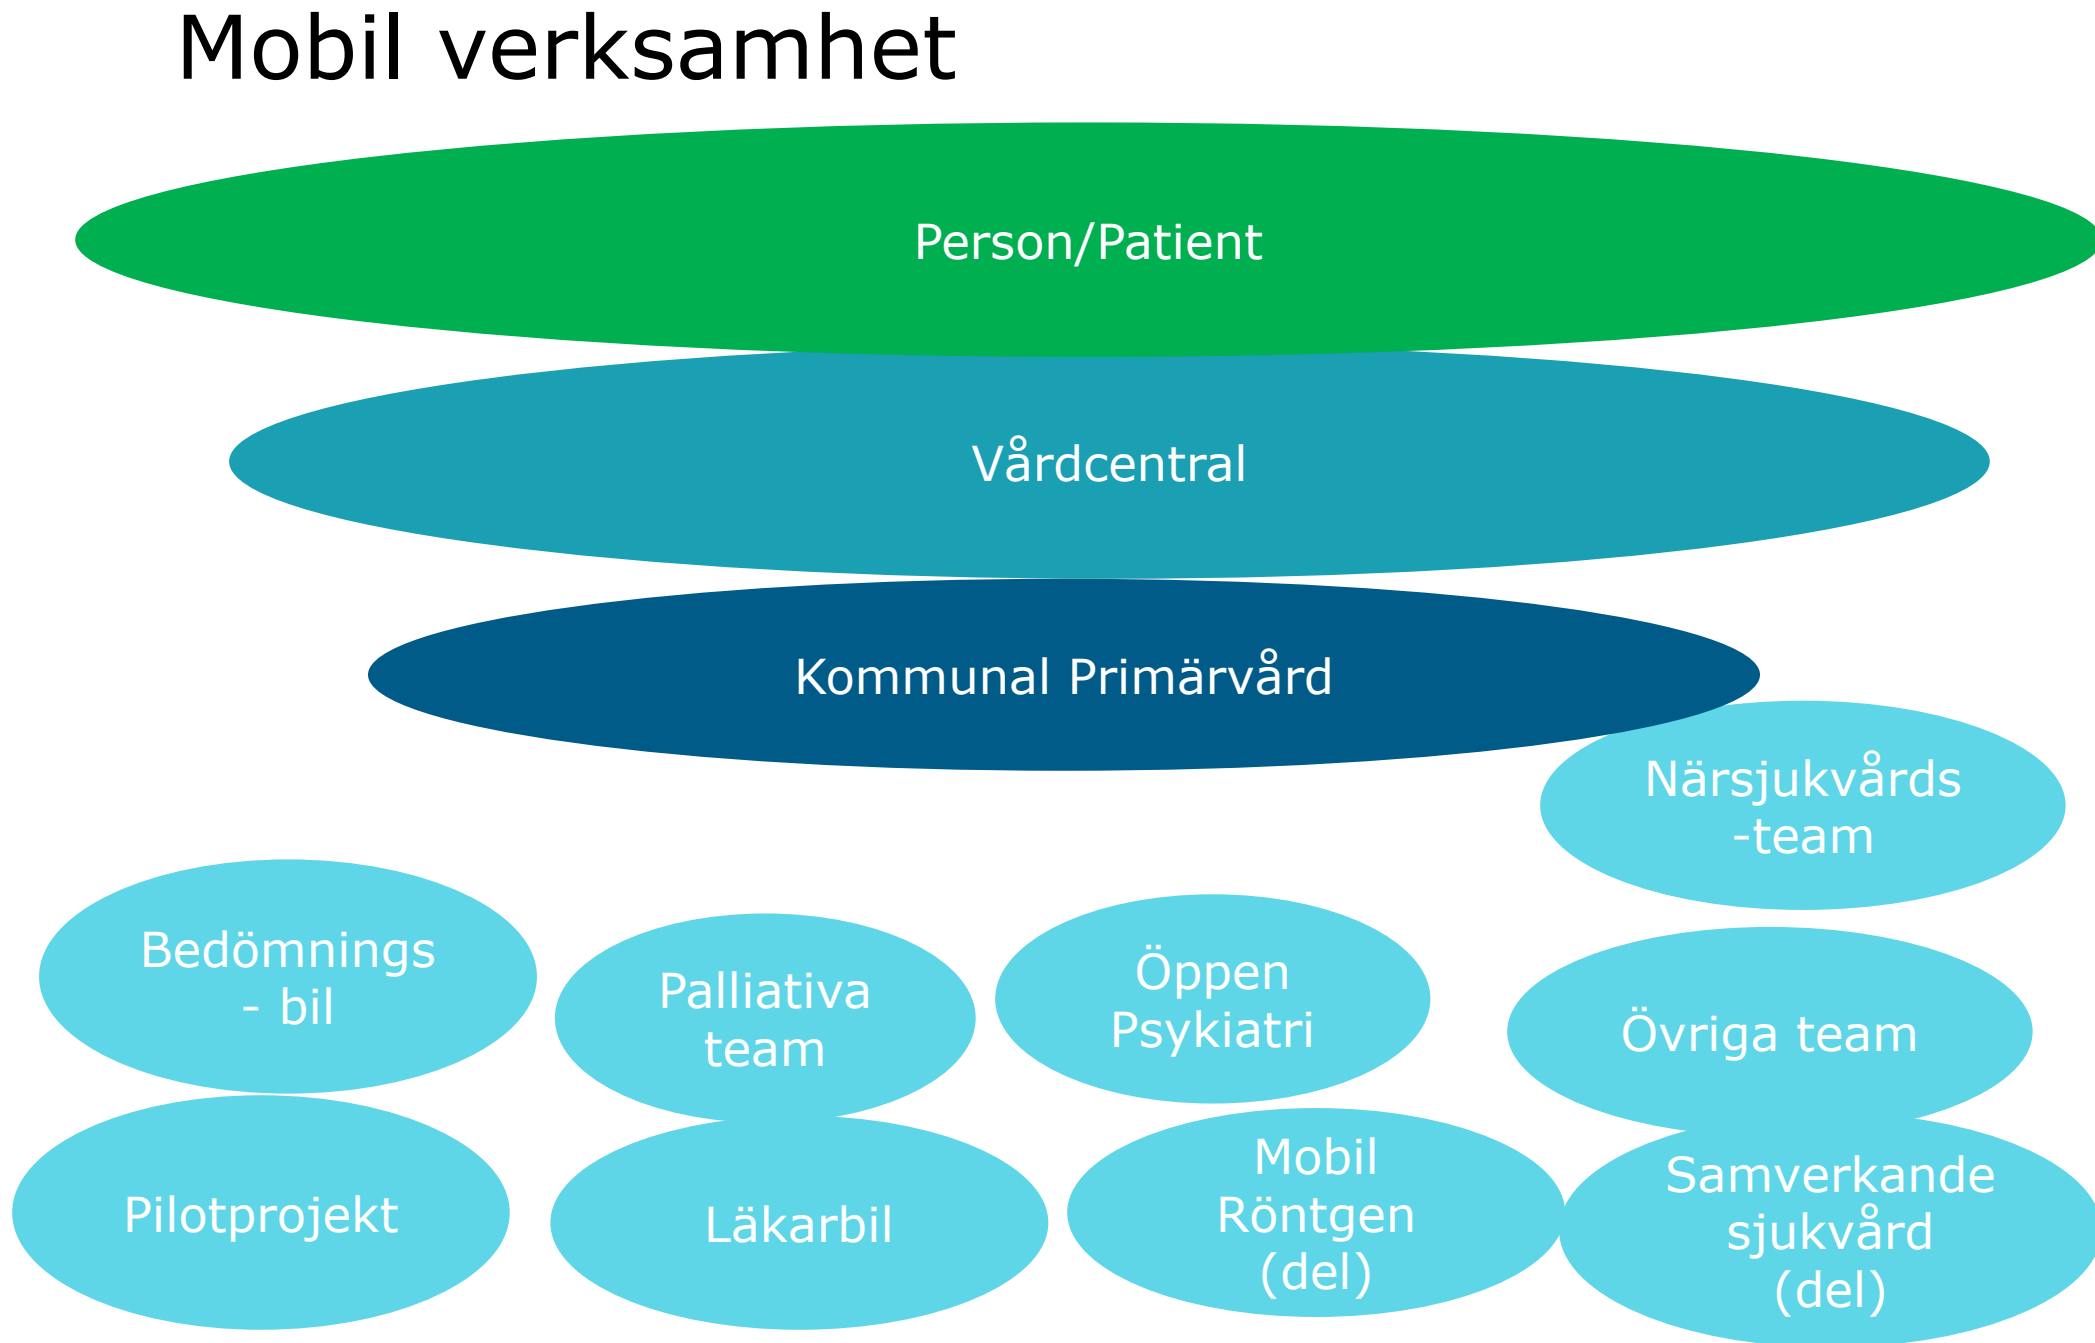 Mobil verksamhet
Person/Patient
Vårdcentral
Kommunal Primärvård
Närsjukvårds
-team
Bedömnings
- bil
Palliativa
team
Öppen
Psykiatri
Övriga team
Pilotprojekt
Läkarbil
Mobil
Röntgen
(del)
Samverkande
sjukvård
(del)